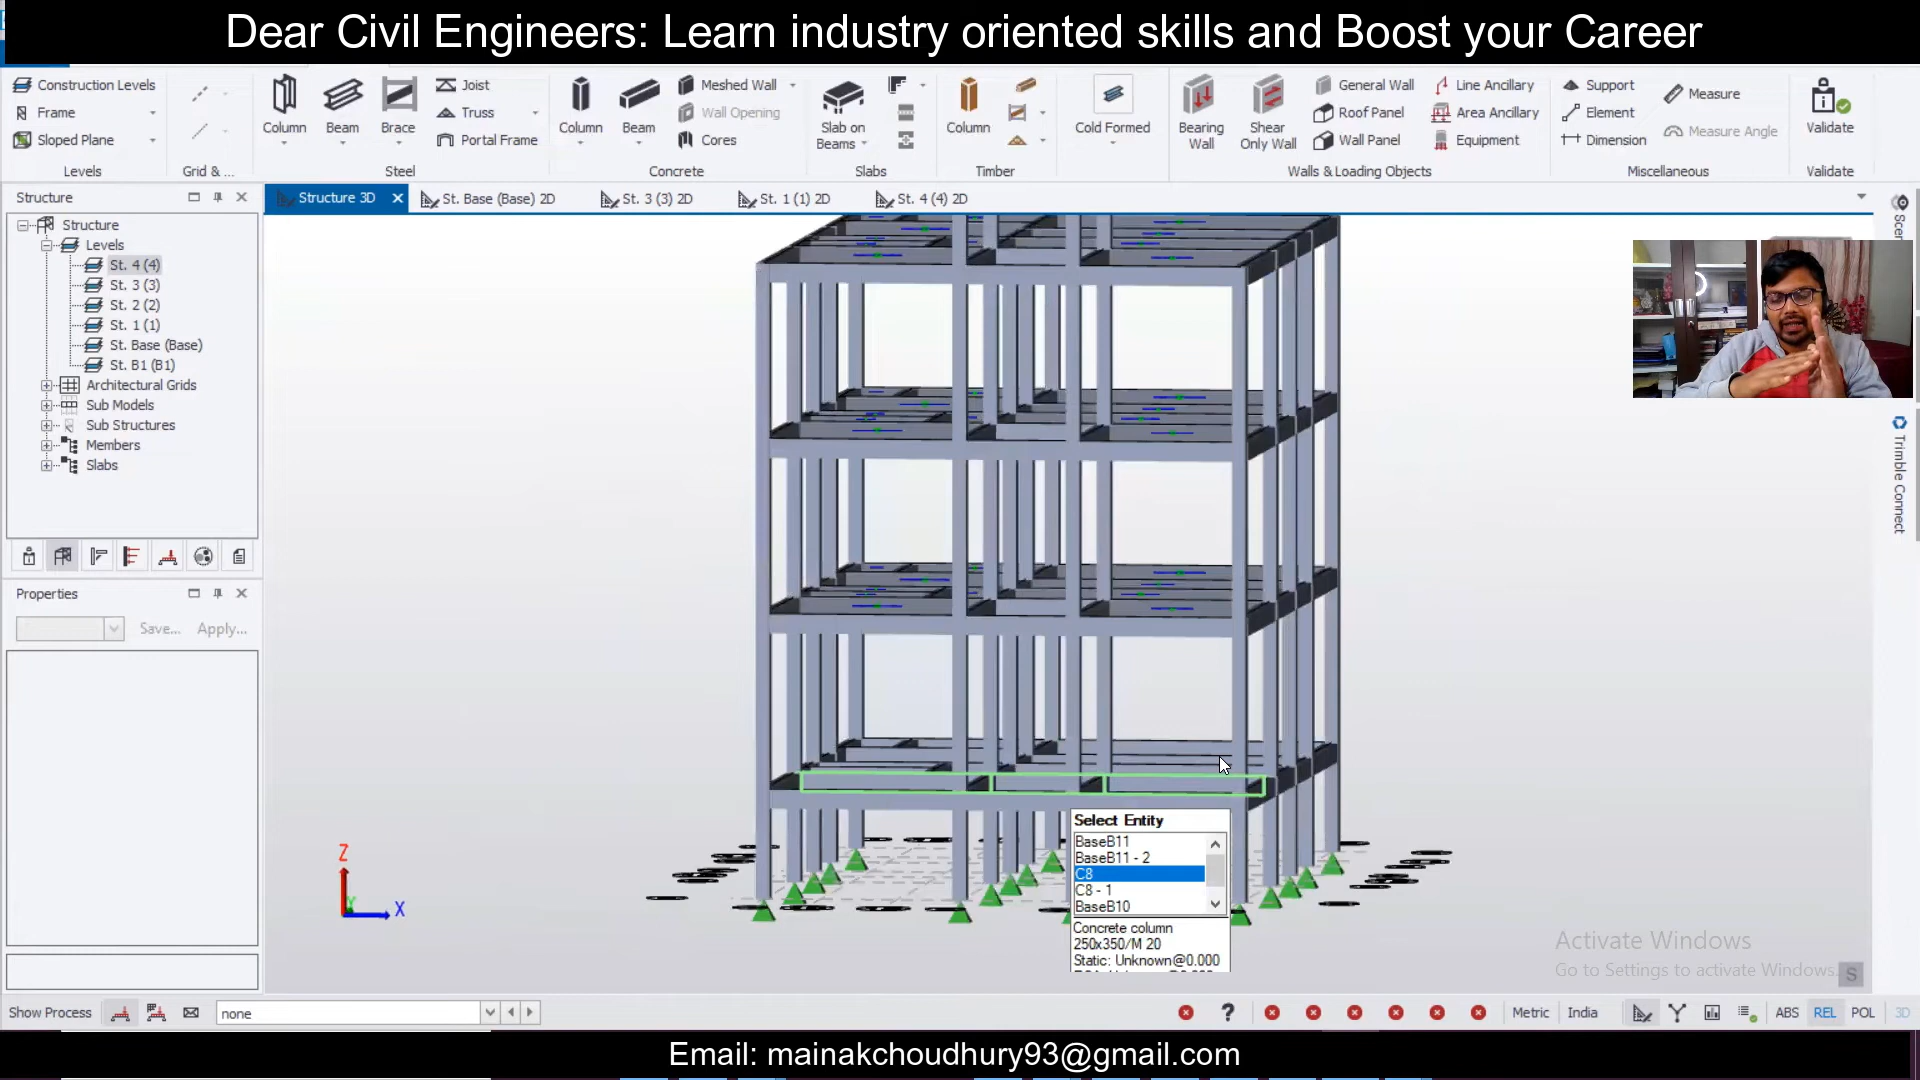 Dear Civil Engineers: Learn industry oriented skills and Boost your Career
Construction Levels
Frame
Sloped Plane
Levels
Grid & ...
Column
Beam
Brace
Joist
Truss
Portal Frame
Steel
Column
Beam
Meshed Wall
Wall Opening
Cores
Concrete
Slab on
Beams
Slabs
Column
Timber
Cold Formed
Bearing
Wall
Shear
Only Wall
General Wall
Roof Panel
Wall Panel
Line Ancillary
Area Ancillary
Equipment
Walls & Loading Objects
Support
Element
Dimension
Measure
Measure Angle
Miscellaneous
Validate
Validate
Structure
Structure 3D
St. Base (Base) 2D
St. 3 (3) 2D
St. 1 (1) 2D
St. 4 (4) 2D
Structure
Levels
St. 4 (4)
St. 3 (3)
St. 2 (2)
St. 1 (1)
St. Base (Base)
St. B1 (B1)
Architectural Grids
Sub Models
Sub Structures
Members
Slabs
Trimble Connect
Properties
Save...
Apply...
Select Entity
BaseB11
BaseB11 - 2
C8
C8 - 1
BaseB10
Concrete column
250x350/M 20
Static: Unknown@0.000
Z
Y
X
Activate Windows
Go to Settings to activate Windows.
S
Show Process
none
Metric
India
ABS
REL
POL
3D
Email: mainakchoudhury93@gmail.com